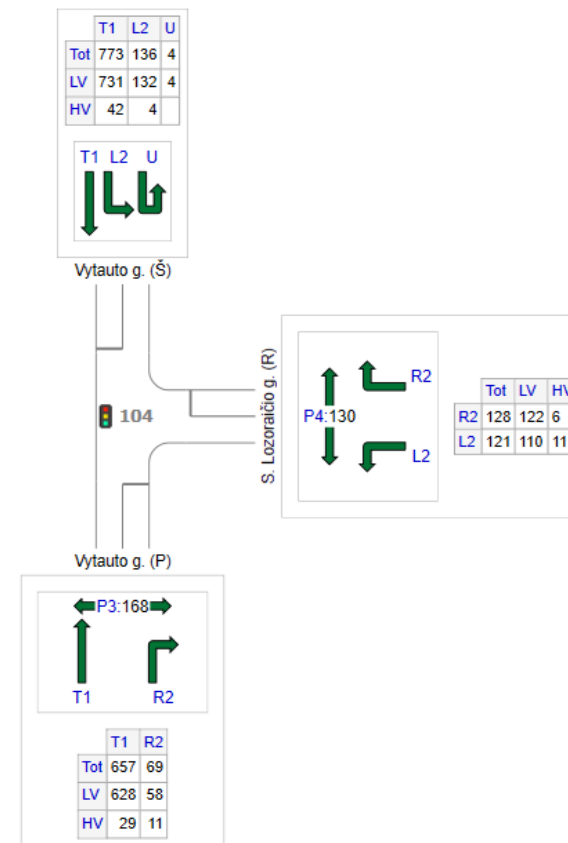 T1 L2 U
Tot 773 136 4
LV 731 132 4
HV 42 4
T1 L2 U
Vytauto g. (Š)
S. Lozoraičio g. (R)
R2
P4:130
L2
Tot LV HV
R2 128 122 6
L2 121 110 11
104
Vytauto g. (P)
P3:168
T1 R2
T1 R2
Tot 657 69
LV 628 58
HV 29 11